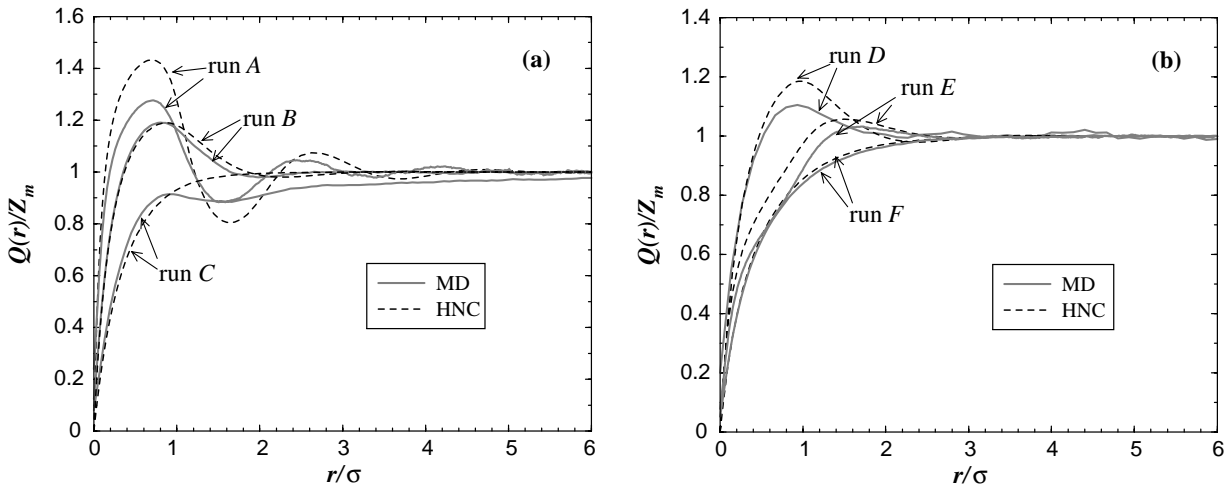 (a)
Q(r)/Z_m
1.6
1.4
1.2
1
0.8
0.6
0.4
0.2
0
run A
run B
run C
MD
HNC
0 1 2 3 4 5 6
r/σ
(b)
Q(r)/Z_m
1.4
1.2
1
0.8
0.6
0.4
0.2
0
run D
run E
run F
MD
HNC
0 1 2 3 4 5 6
r/σ